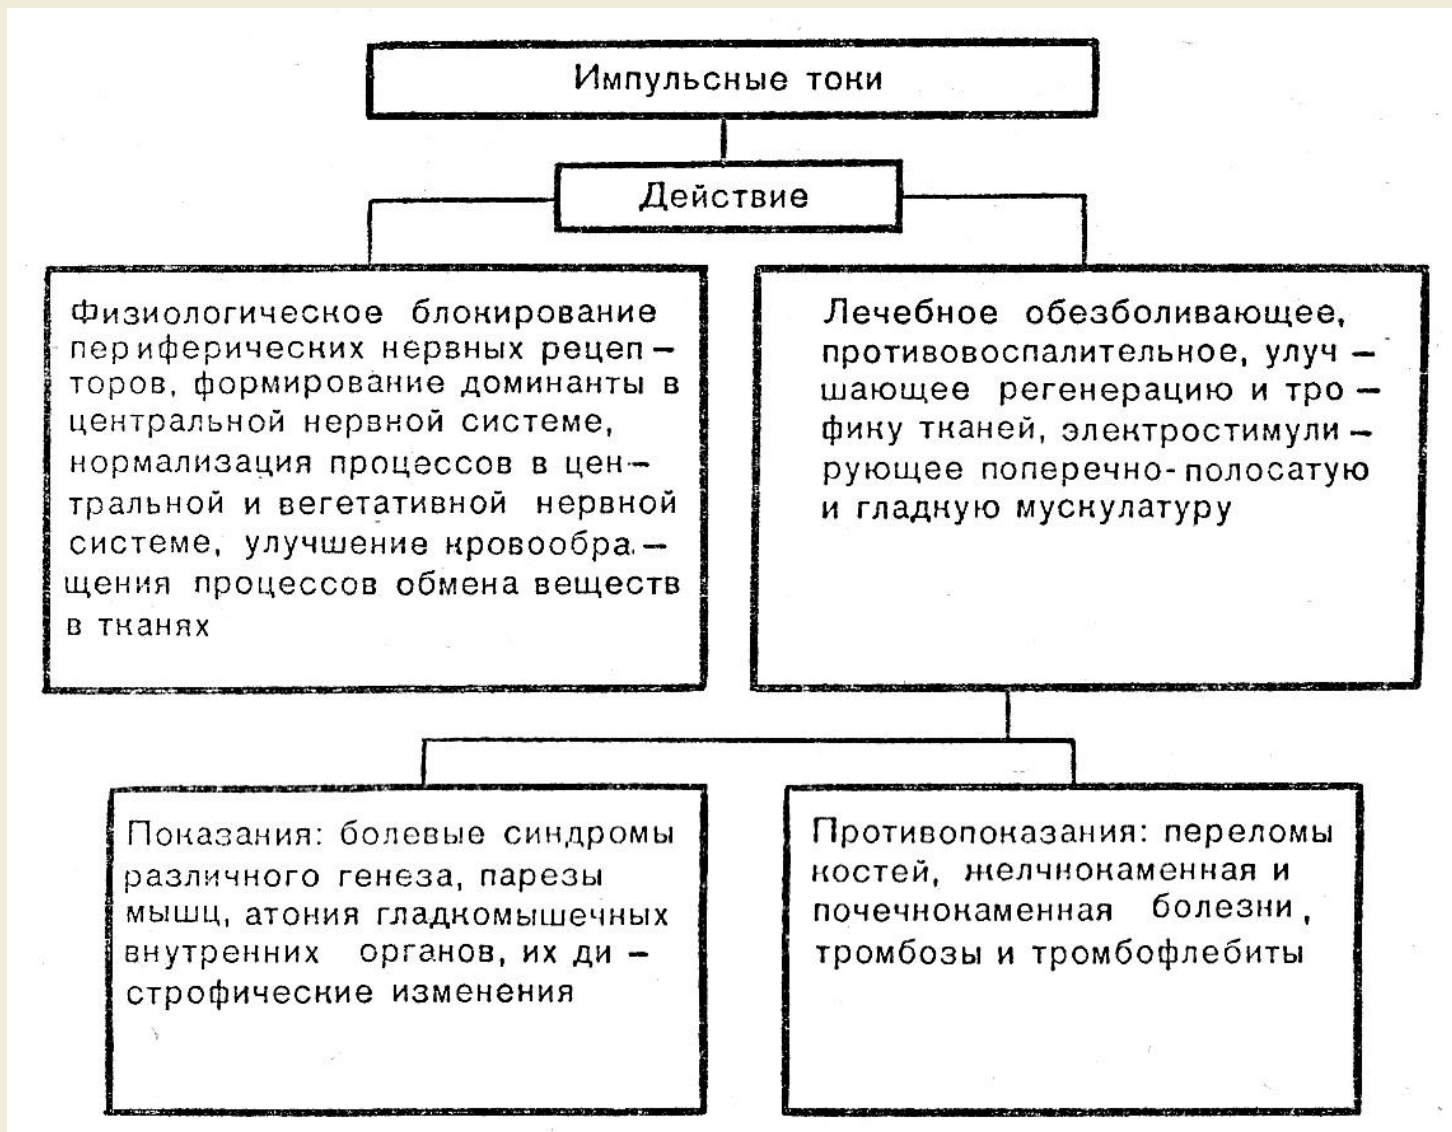 Импульсные токи
Действие
Физиологическое блокирование
периферических нервных рецеп –
торов, формирование доминанты в
центральной нервной системе,
нормализация процессов в цен–
тральной и вегетативной нервной
системе, улучшение кровообра. –
щения процессов обмена веществ
в тканях
Лечебное обезболивающее,
противовоспалительное, улуч –
шающее регенерацию и тро –
фику тканей, электростимули –
рующее поперечно-полосатую
и гладкую мускулатуру
Показания: болевые синдромы
различного генеза, парезы
мышц, атония гладкомышечных
внутренних органов, их ди –
строфические изменения
Противопоказания: переломы
костей, желчнокаменная и
почечнокаменная болезни,
тромбозы и тромбофлебиты